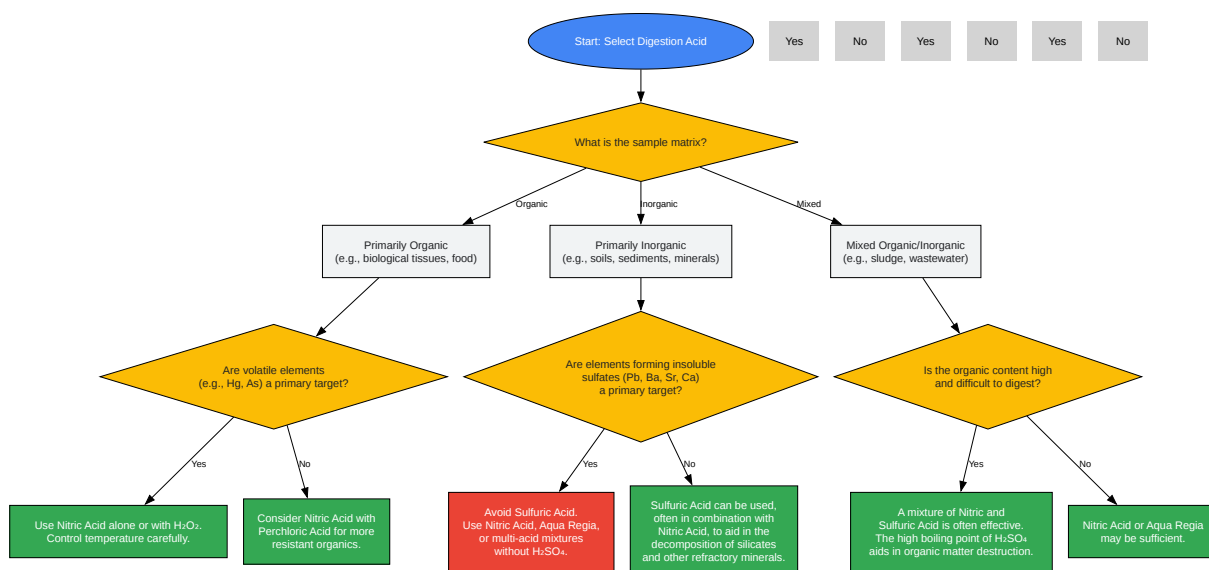 Start: Select Digestion Acid
Yes
No
Yes
No
Yes
No
What is the sample matrix?
Organic
Inorganic
Mixed
Primarily Organic
(e.g., biological tissues, food)
Primarily Inorganic
(e.g., soils, sediments, minerals)
Mixed Organic/Inorganic
(e.g., sludge, wastewater)
Are volatile elements
(e.g., Hg, As) a primary target?
Are elements forming insoluble
sulfates (Pb, Ba, Sr, Ca)
a primary target?
Is the organic content high
and difficult to digest?
Yes
No
Yes
No
Yes
No
Use Nitric Acid alone or with H₂O₂.
Control temperature carefully.
Consider Nitric Acid with
Perchloric Acid for more
resistant organics.
Avoid Sulfuric Acid.
Use Nitric Acid, Aqua Regia,
or multi-acid mixtures
without H₂SO₄.
Sulfuric Acid can be used,
often in combination with
Nitric Acid, to aid in the
decomposition of silicates
and other refractory minerals.
A mixture of Nitric and
Sulfuric Acid is often effective.
The high boiling point of H₂SO₄
aids in organic matter destruction.
Nitric Acid or Aqua Regia
may be sufficient.